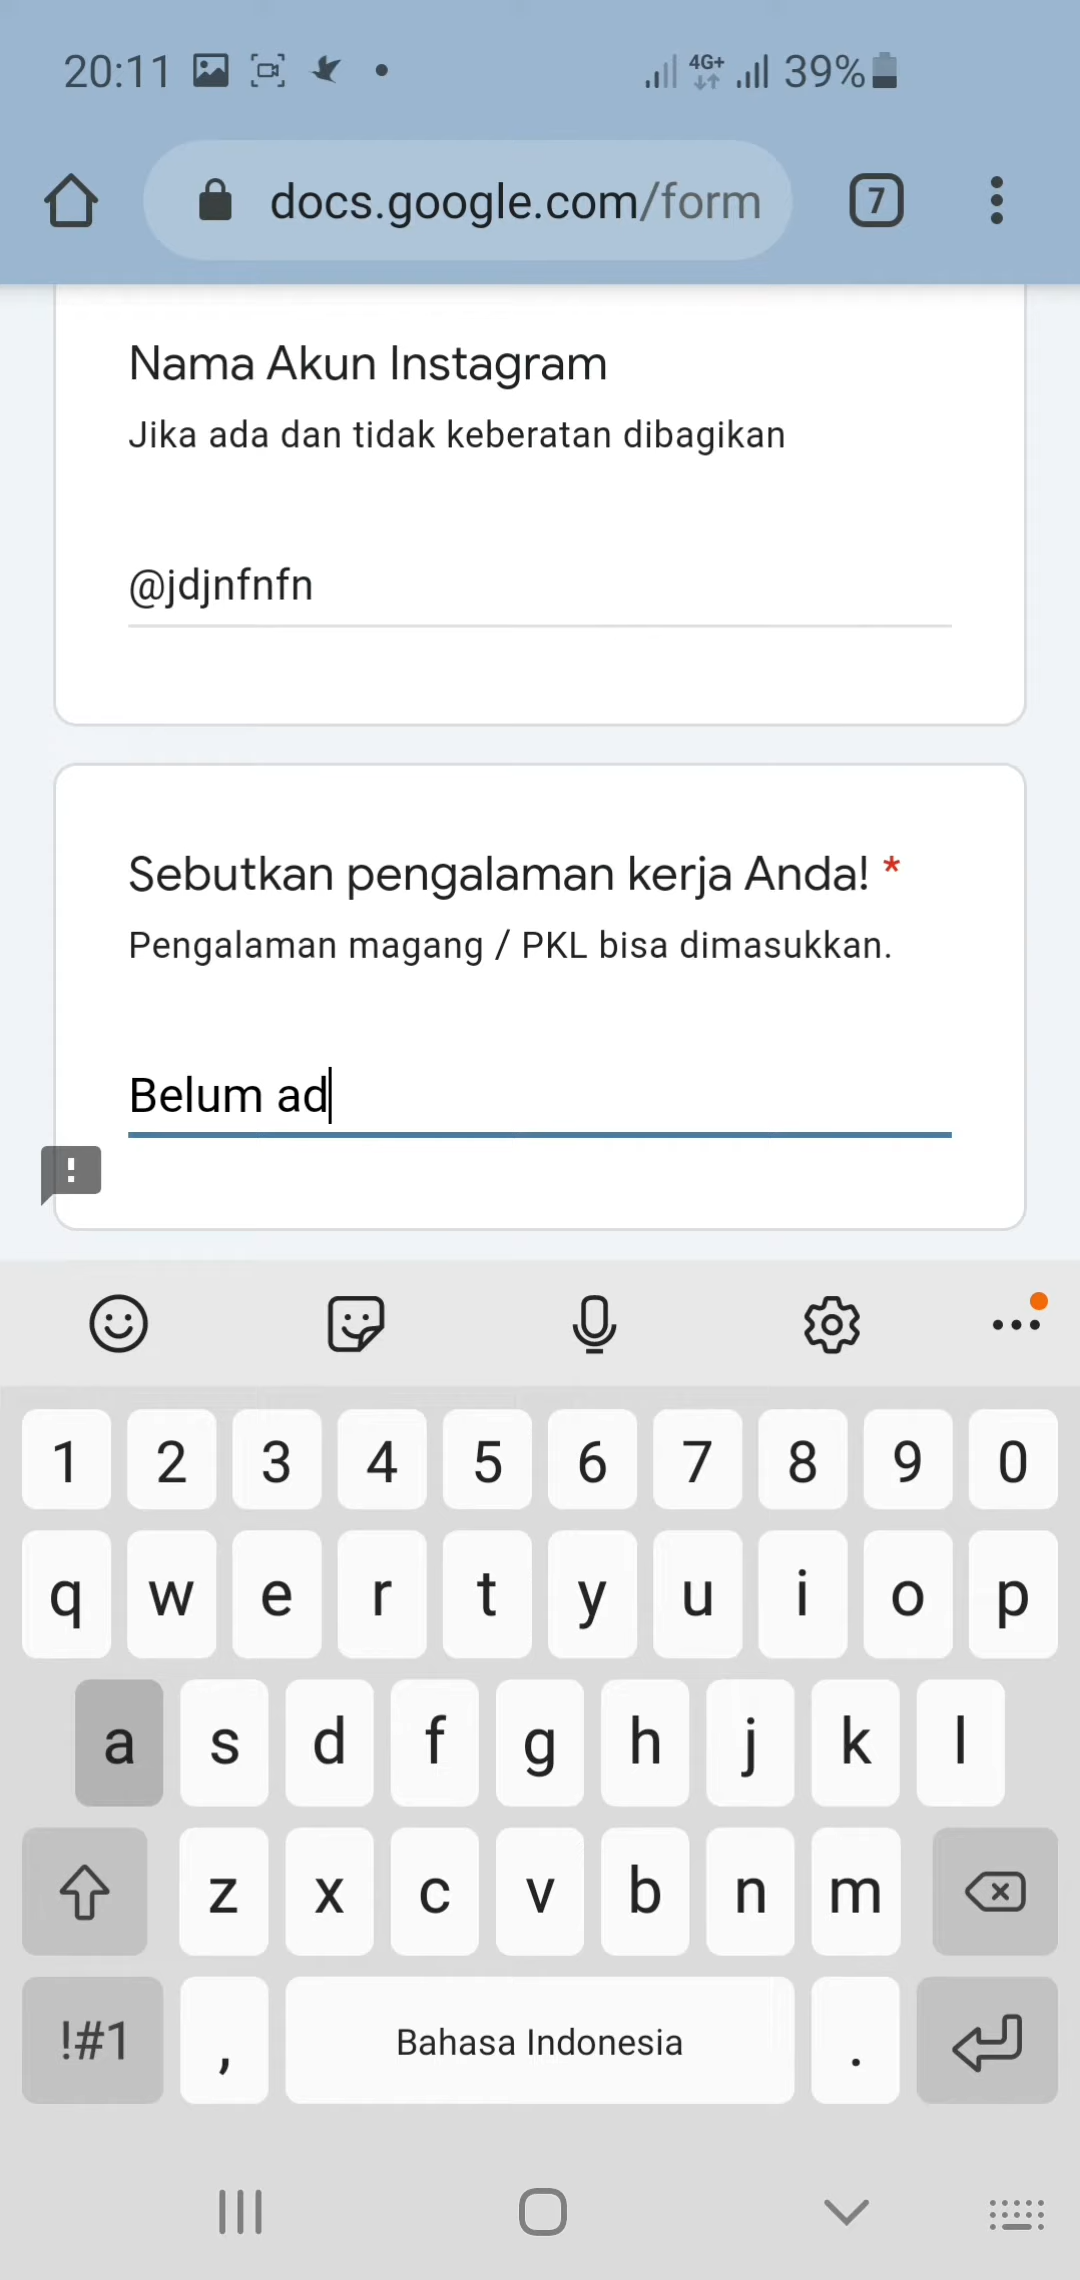 20:11 4G+ 39%
docs.google.com/form 7
Nama Akun Instagram
Jika ada dan tidak keberatan dibagikan
@jdjnfnfn
Sebutkan pengalaman kerja Anda! *
Pengalaman magang / PKL bisa dimasukkan.
Belum ad
!
1 2 3 4 5 6 7 8 9 0
q w e r t y u i o p
a s d f g h j k l
z x c v b n m
!#1 , Bahasa Indonesia .